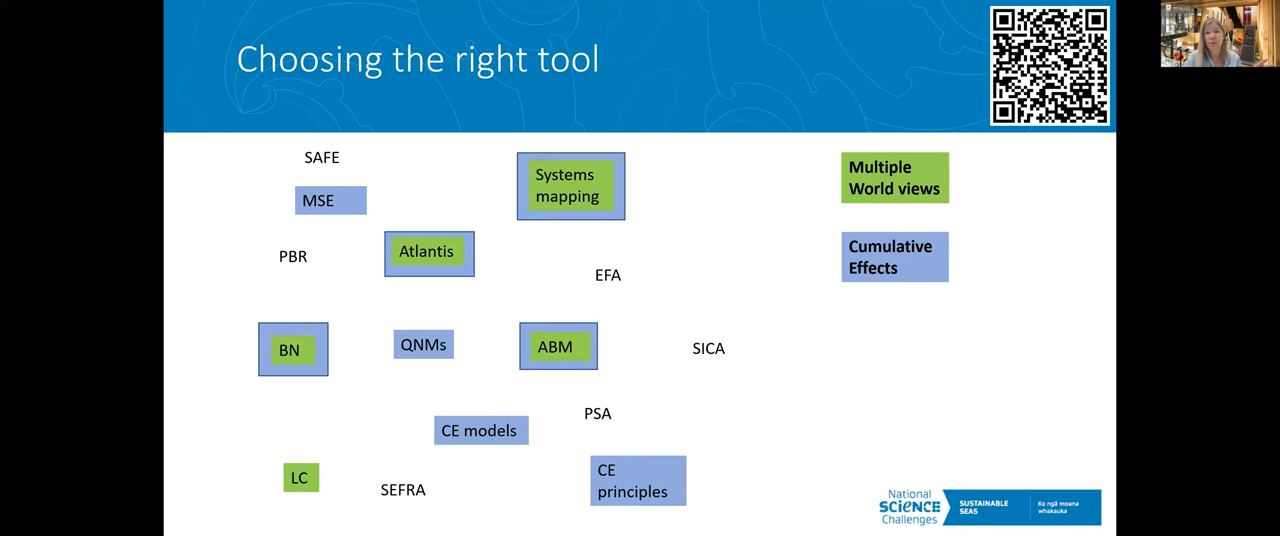 Choosing the right tool
SAFE
MSE
Systems
mapping
Multiple
World views
PBR
Atlantis
EFA
Cumulative
Effects
BN
QNMs
ABM
SICA
CE models
PSA
LC
SEFRA
CE
principles
National
SCIENCE
Challenges
SUSTAINABLE
SEAS
Ko ngā moana
whakauka